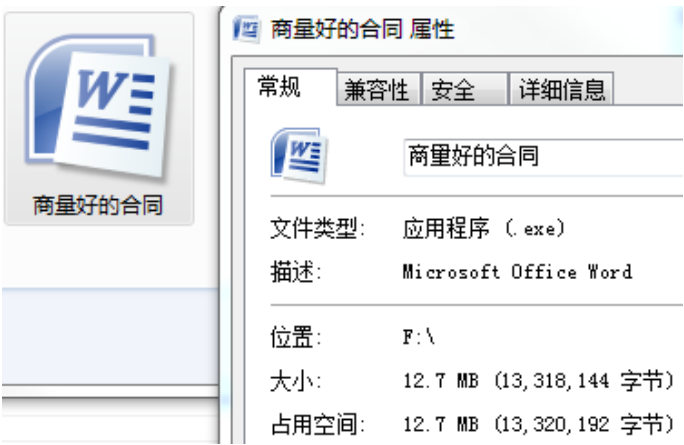 商量好的合同 属性
常规 兼容性 安全 详细信息
商量好的合同
商量好的合同
文件类型: 应用程序 (.exe)
描述: Microsoft Office Word
位置: F:\
大小: 12.7 MB (13,318,144 字节)
占用空间: 12.7 MB (13,320,192 字节)